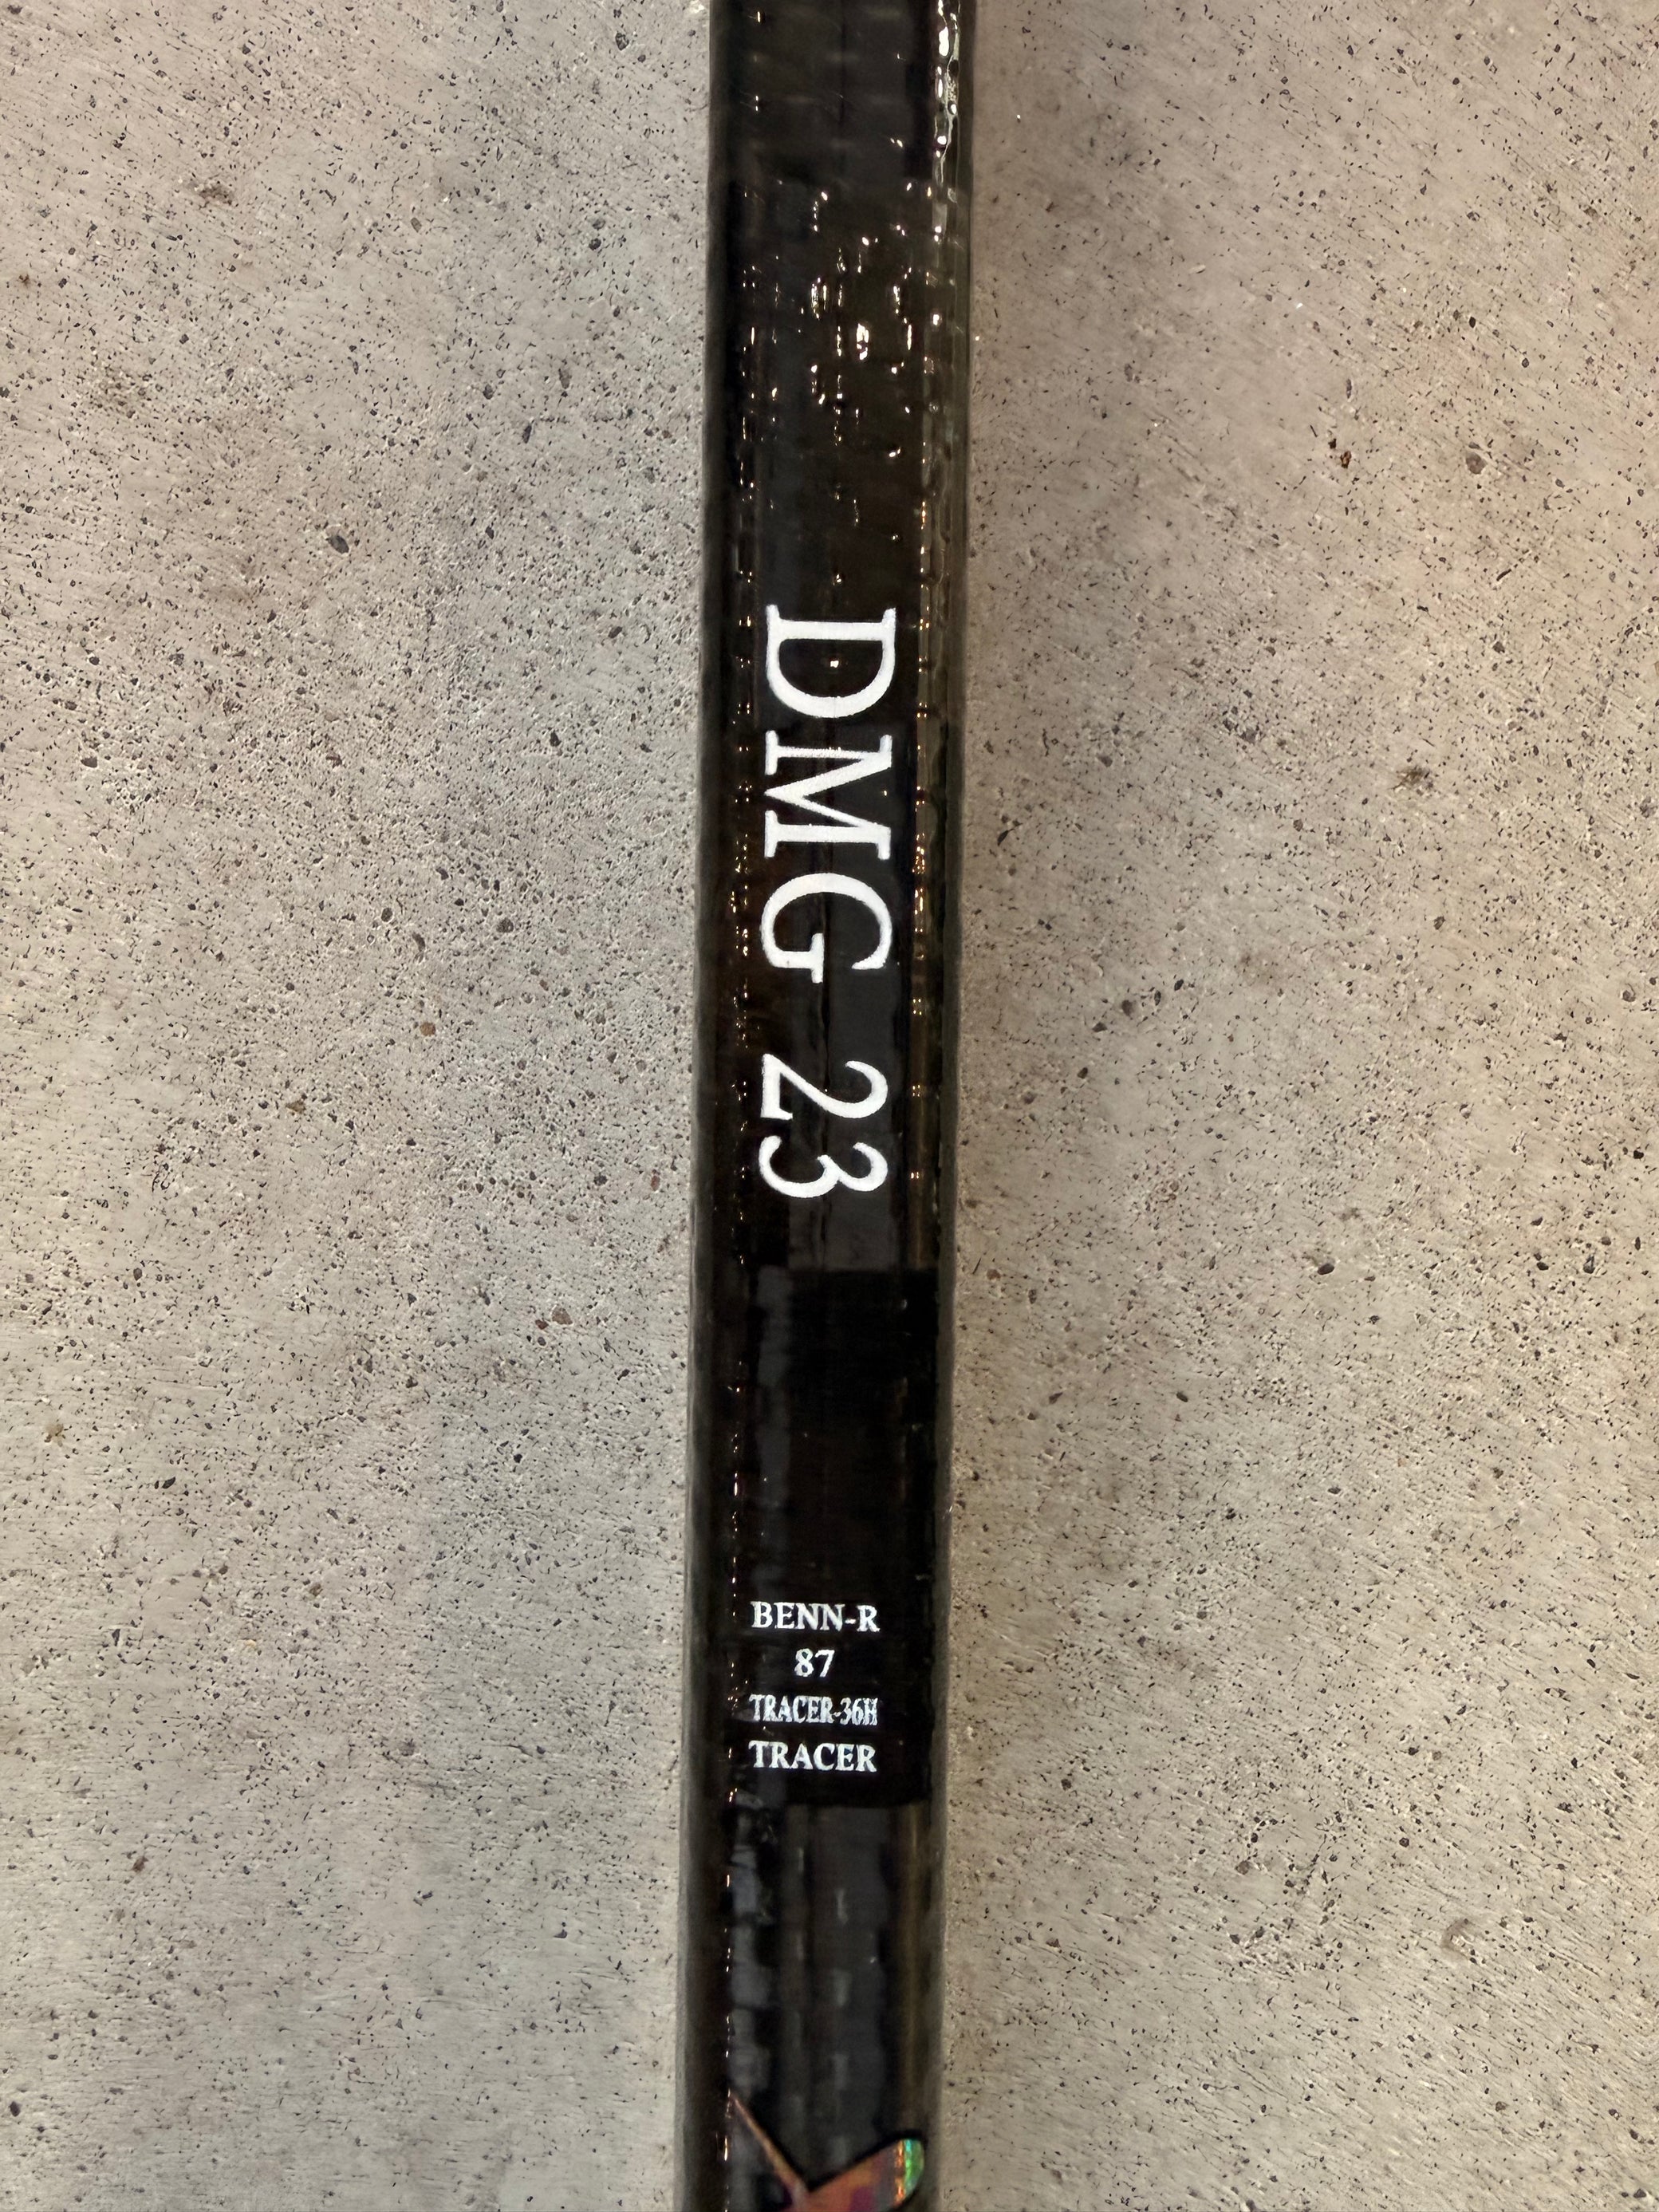 DMG 23
BENN-R
87
TRACER-36H
TRACER